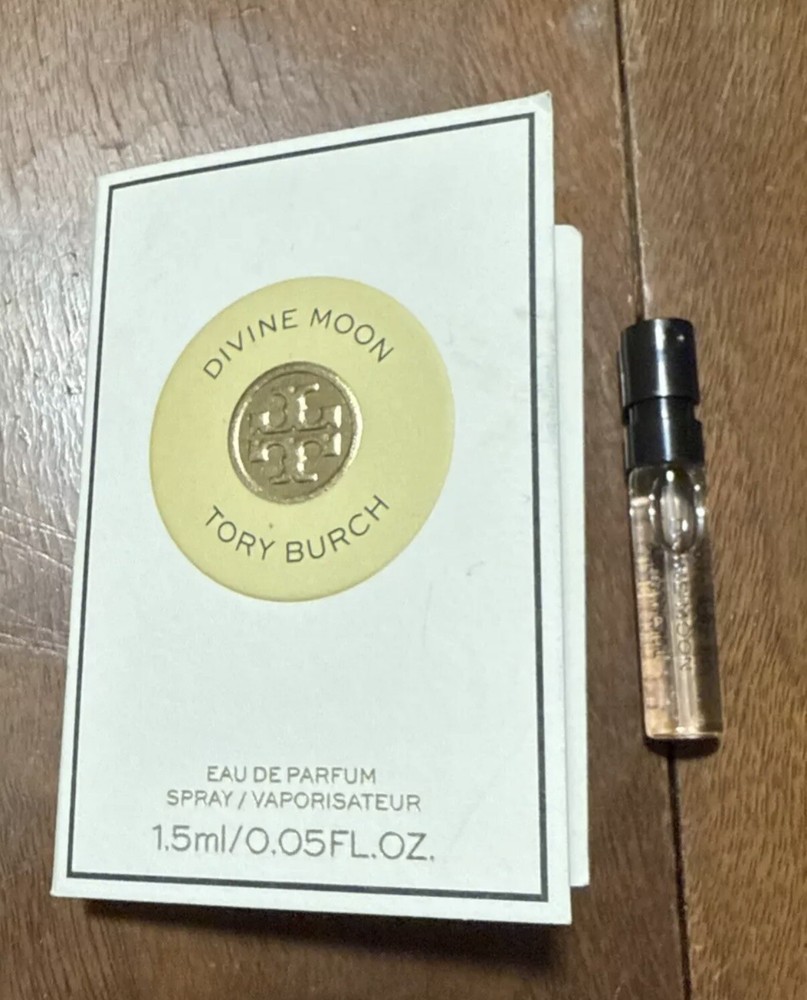 DIVINE MOON
TORY BURCH
EAU DE PARFUM
SPRAY / VAPORISATEUR
1.5ml/0.05FL.OZ.